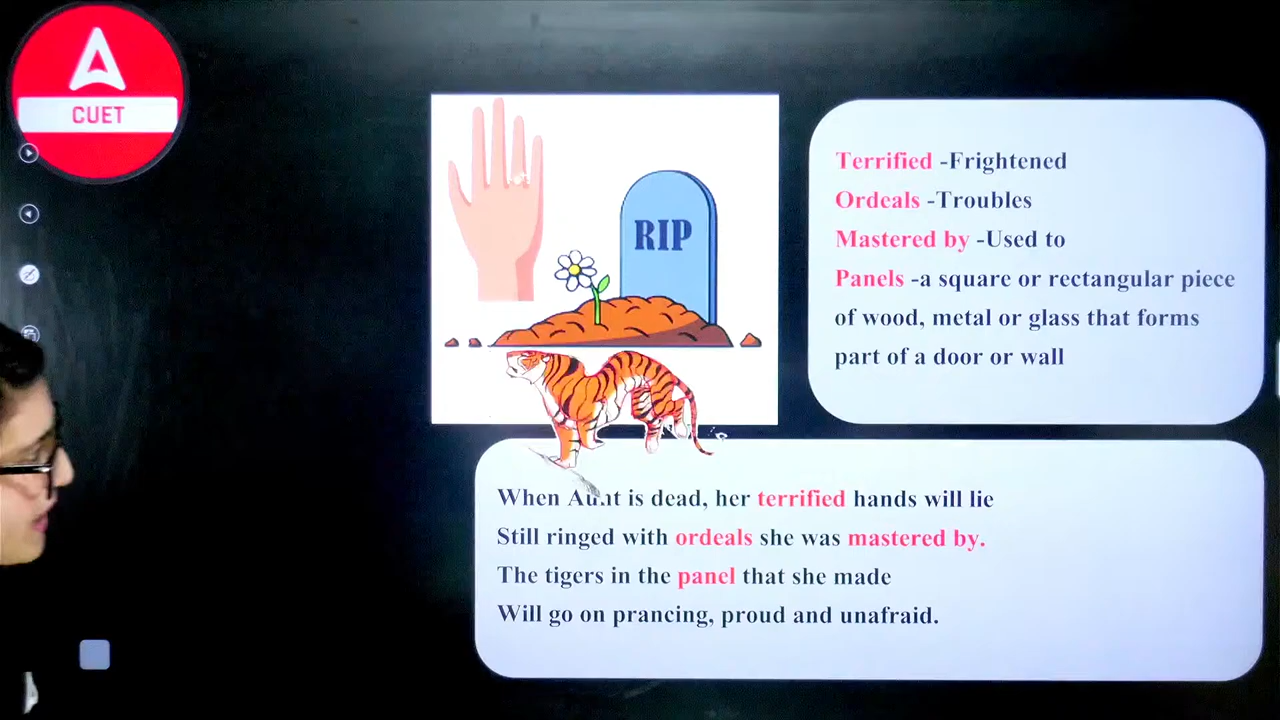 CUET
RIP
Terrified -Frightened
Ordeals -Troubles
Mastered by -Used to
Panels -a square or rectangular piece
of wood, metal or glass that forms
part of a door or wall
When Aunt is dead, her terrified hands will lie
Still ringed with ordeals she was mastered by.
The tigers in the panel that she made
Will go on prancing, proud and unafraid.